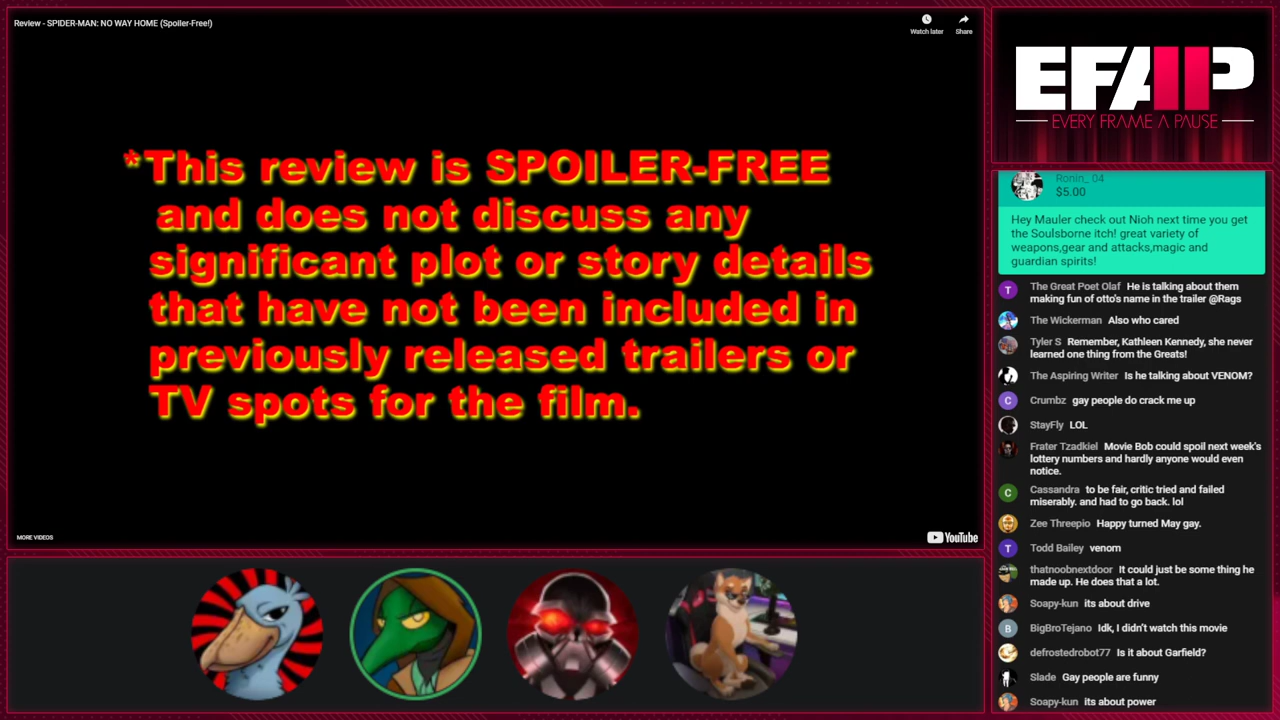 Review - SPIDER-MAN: NO WAY HOME (Spoiler-Free!)
Watch later
Share
*This review is SPOILER-FREE
and does not discuss any
significant plot or story details
that have not been included in
previously released trailers or
TV spots for the film.
MORE VIDEOS
YouTube
EFAP
EVERY FRAME A PAUSE
Ronin_ 04
$5.00
Hey Mauler check out Nioh next time you get
the Soulsborne itch! great variety of
weapons,gear and attacks,magic and
guardian spirits!
T The Great Poet Olaf He is talking about them
making fun of otto's name in the trailer @Rags
The Wickerman Also who cared
Tyler S Remember, Kathleen Kennedy, she never
learned one thing from the Greats!
The Aspiring Writer Is he talking about VENOM?
C Crumbz gay people do crack me up
StayFly LOL
Frater Tzadkiel Movie Bob could spoil next week's
lottery numbers and hardly anyone would even
notice.
C Cassandra to be fair, critic tried and failed
miserably. and had to go back. lol
Zee Threepio Happy turned May gay.
T Todd Bailey venom
thatnoobnextdoor It could just be some thing he
made up. He does that a lot.
Soapy-kun its about drive
B BigBroTejano Idk, I didn't watch this movie
defrostedrobot77 Is it about Garfield?
Slade Gay people are funny
Soapy-kun its about power